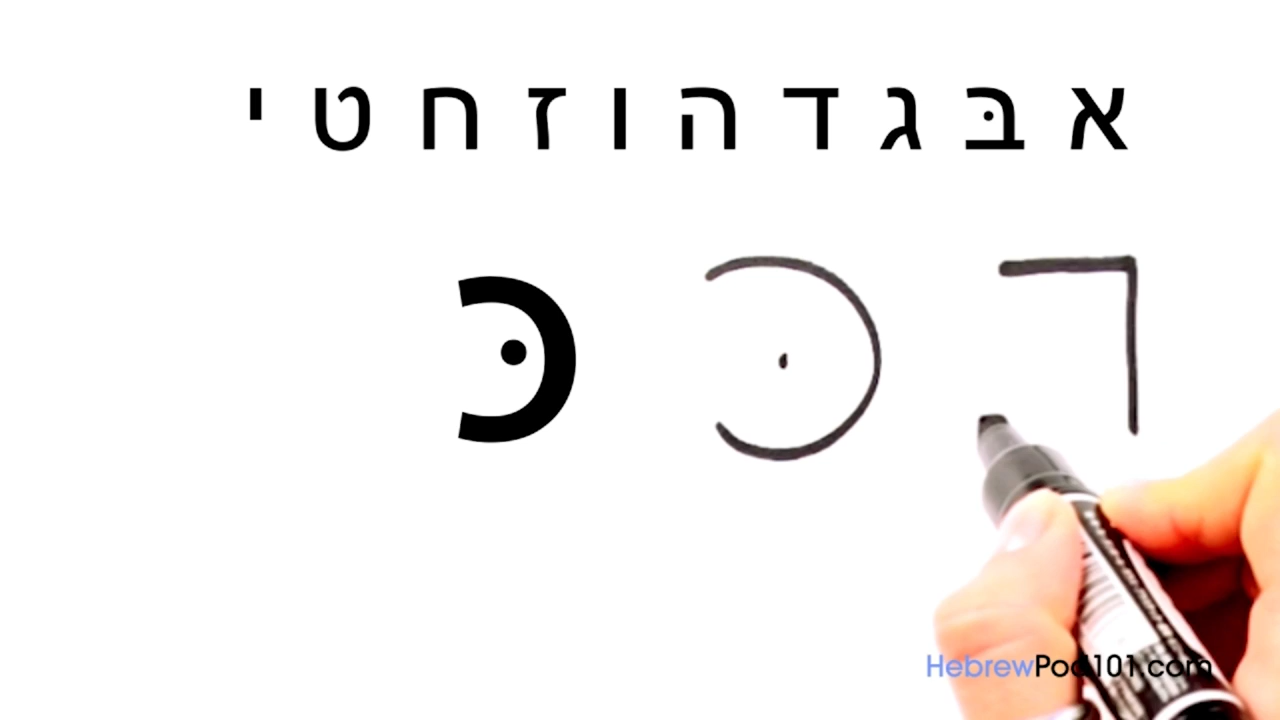 א בּ ג ד ה ו ז ח ט י
כּ כּ
HebrewPod101.com